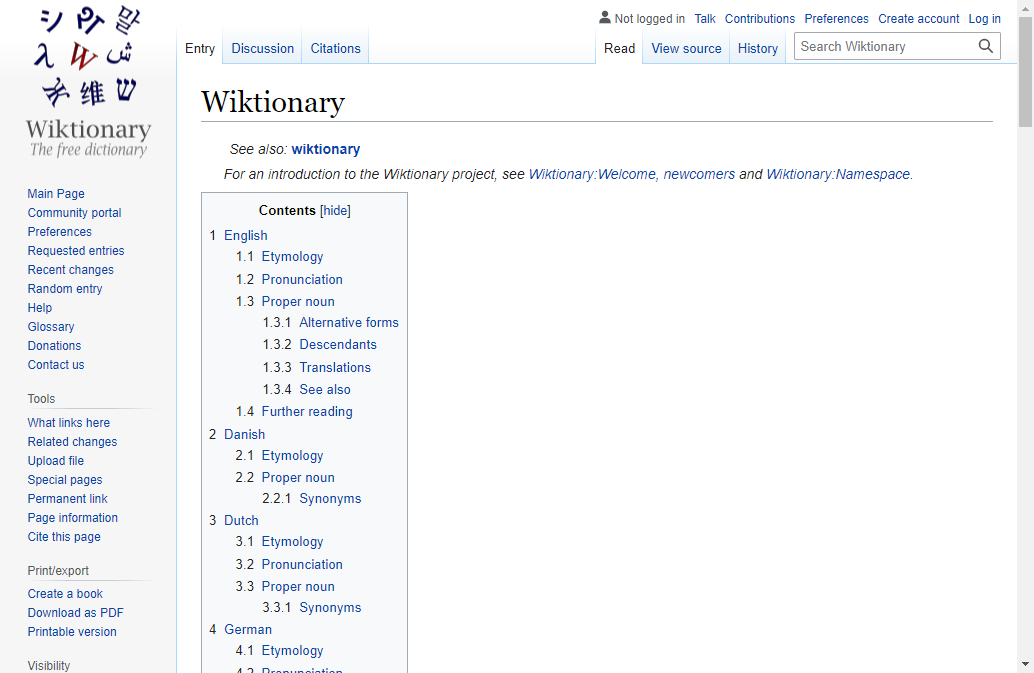 シ שׁ 말
λ W ش
維 ש
Wiktionary
The free dictionary
Main Page
Community portal
Preferences
Requested entries
Recent changes
Random entry
Help
Glossary
Donations
Contact us
Tools
What links here
Related changes
Upload file
Special pages
Permanent link
Page information
Cite this page
Print/export
Create a book
Download as PDF
Printable version
Visibility
Not logged in Talk Contributions Preferences Create account Log in
Entry Discussion Citations Read View source History Search Wiktionary
Wiktionary
See also: wiktionary
For an introduction to the Wiktionary project, see Wiktionary:Welcome, newcomers and Wiktionary:Namespace.
Contents [hide]
1 English
1.1 Etymology
1.2 Pronunciation
1.3 Proper noun
1.3.1 Alternative forms
1.3.2 Descendants
1.3.3 Translations
1.3.4 See also
1.4 Further reading
2 Danish
2.1 Etymology
2.2 Proper noun
2.2.1 Synonyms
3 Dutch
3.1 Etymology
3.2 Pronunciation
3.3 Proper noun
3.3.1 Synonyms
4 German
4.1 Etymology
4.2 Pronunciation